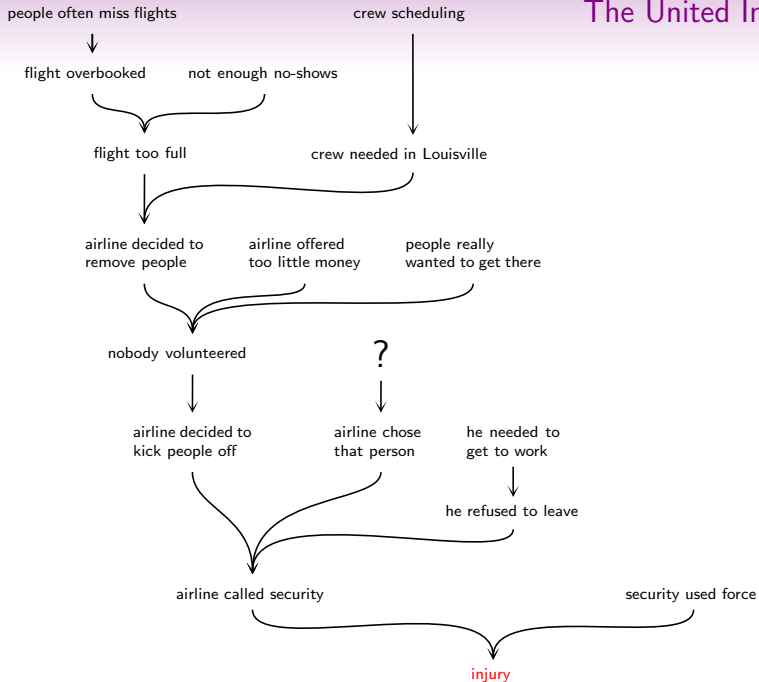 The United In
people often miss flights
crew scheduling
flight overbooked
not enough no-shows
flight too full
crew needed in Louisville
airline decided to
remove people
airline offered
too little money
people really
wanted to get there
nobody volunteered
?
airline decided to
kick people off
airline chose
that person
he needed to
get to work
he refused to leave
airline called security
security used force
injury